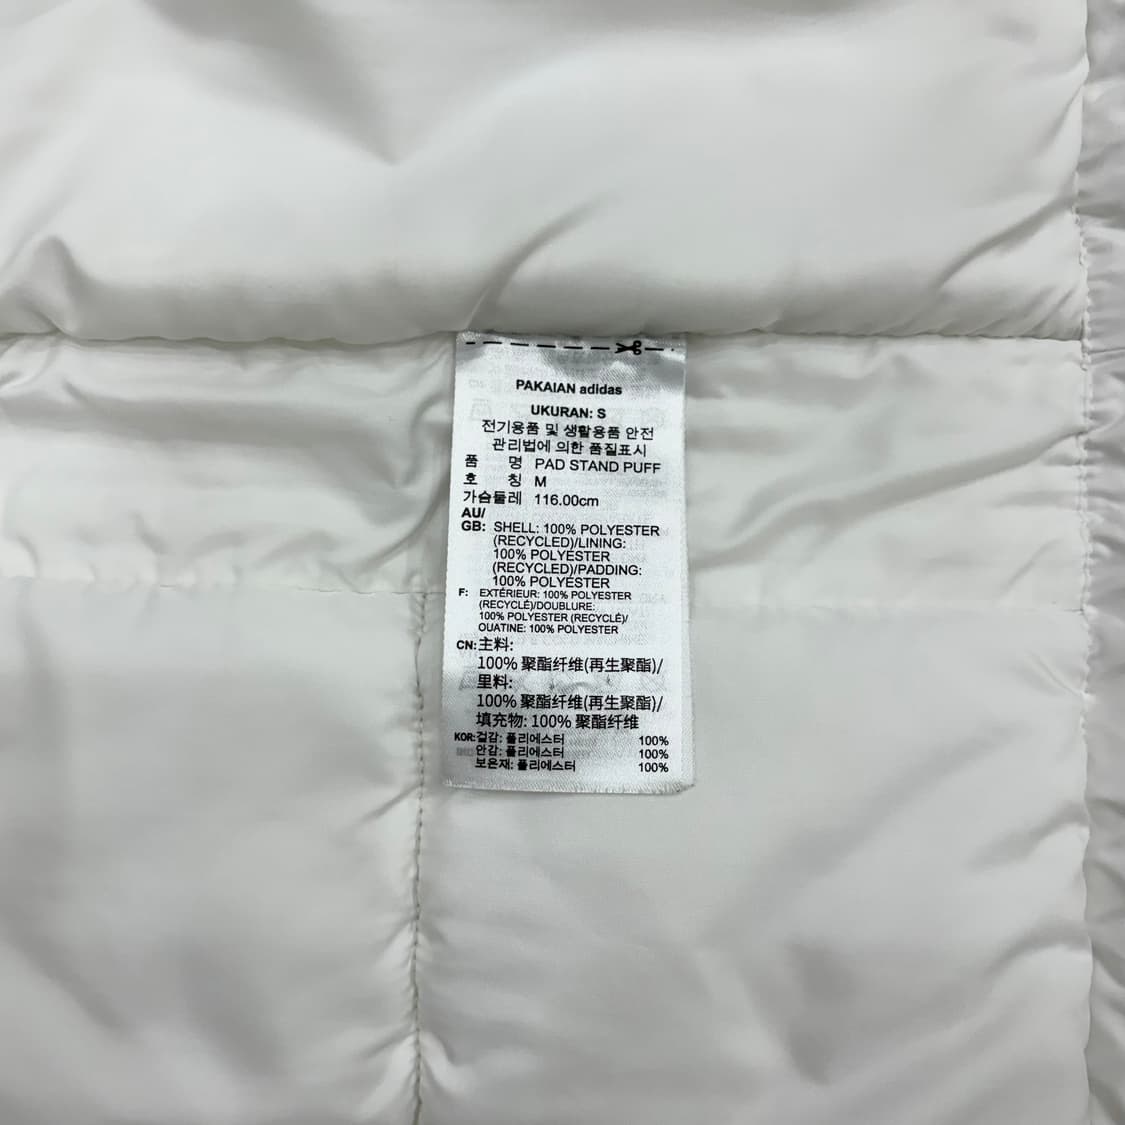 PAKAIAN adidas
UKURAN: S
전기용품 및 생활용품 안전
관리법에 의한 품질표시
품 명 PAD STAND PUFF
호 칭 M
가슴둘레 116.00cm
AU/
GB: SHELL: 100% POLYESTER
(RECYCLED)/LINING:
100% POLYESTER
(RECYCLED)/PADDING:
100% POLYESTER
F: EXTÉRIEUR: 100% POLYESTER
(RECYCLÉ)/DOUBLURE:
100% POLYESTER (RECYCLÉ)/
OUATINE: 100% POLYESTER
CN: 主料:
100% 聚酯纤维(再生聚酯)/
里料:
100% 聚酯纤维(再生聚酯)/
填充物: 100% 聚酯纤维
KOR: 겉감: 폴리에스터 100%
안감: 폴리에스터 100%
보온재: 폴리에스터 100%